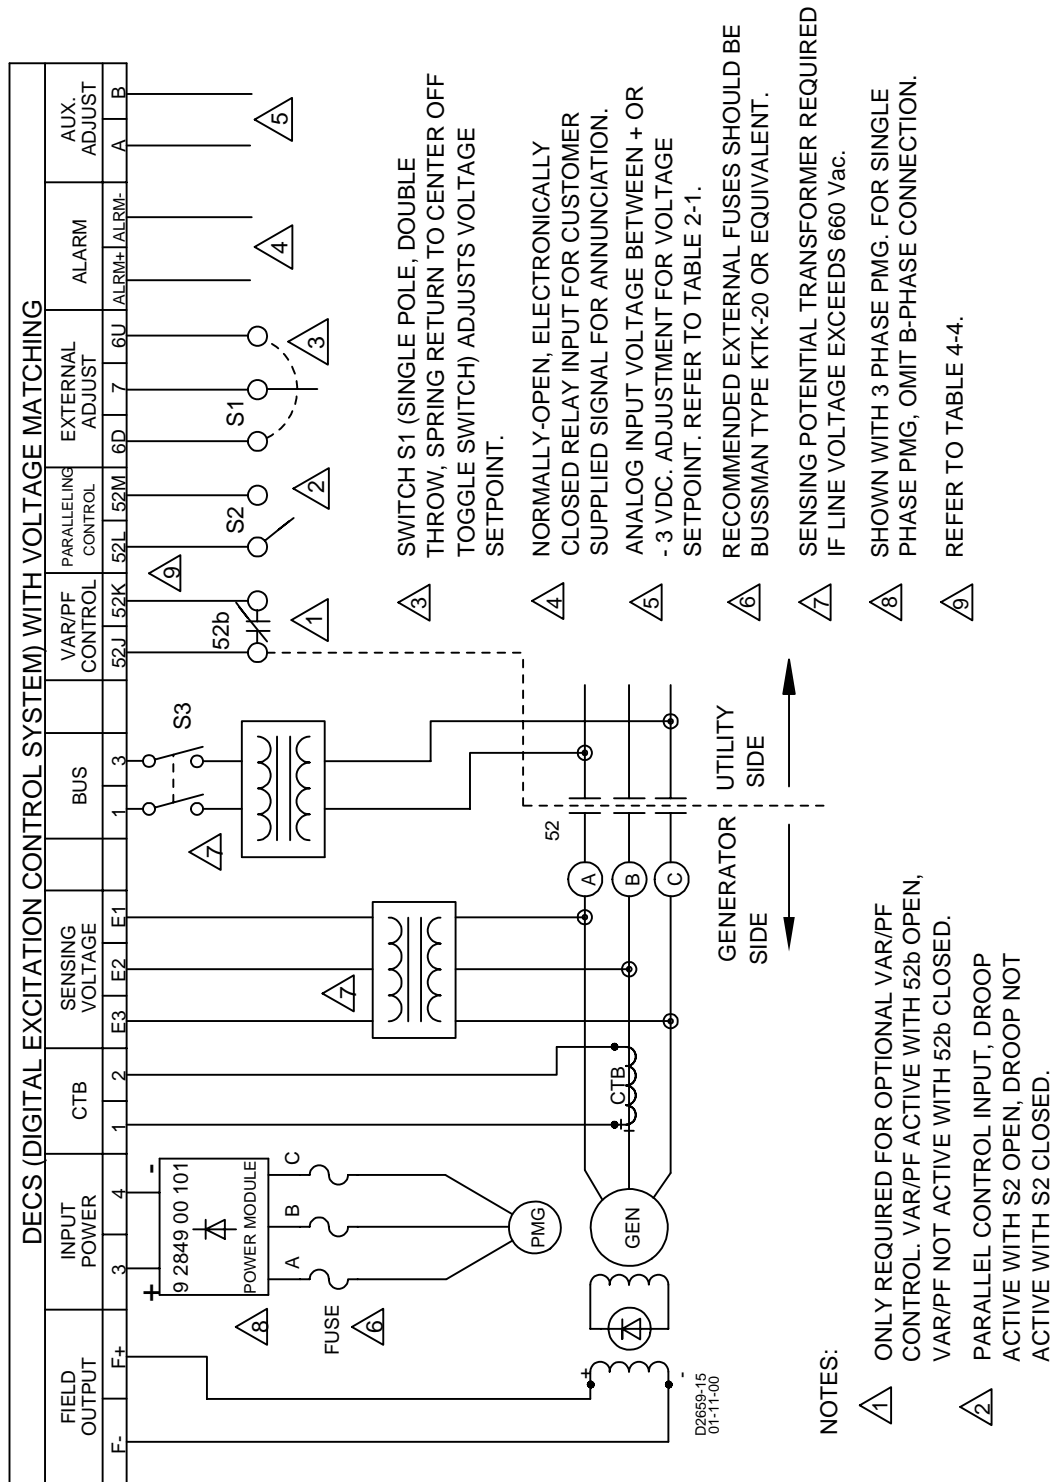 DECS (DIGITAL EXCITATION CONTROL SYSTEM) WITH VOLTAGE MATCHING
FIELD
OUTPUT
INPUT
POWER
CTB
SENSING
VOLTAGE
BUS
VAR/PF
CONTROL
PARALLELING
CONTROL
EXTERNAL
ADJUST
ALARM
AUX.
ADJUST
F- F+ 3 4 1 2 E3 E2 E1 1 3 52J 52K 52L 52M 6D 7 6U ALRM+ ALRM- A B
+ -
9 2849 00 101
POWER MODULE
A B C
8
FUSE
6
PMG
CTB
+
7
7
S3
52b
1
9
S2
2
S1
3
4
5
GEN
+
-
A
B
C
52
GENERATOR
SIDE
UTILITY
SIDE
D2659-15
01-11-00
NOTES:
1 ONLY REQUIRED FOR OPTIONAL VAR/PF
CONTROL. VAR/PF ACTIVE WITH 52b OPEN,
VAR/PF NOT ACTIVE WITH 52b CLOSED.
2 PARALLEL CONTROL INPUT, DROOP
ACTIVE WITH S2 OPEN, DROOP NOT
ACTIVE WITH S2 CLOSED.
3 SWITCH S1 (SINGLE POLE, DOUBLE
THROW, SPRING RETURN TO CENTER OFF
TOGGLE SWITCH) ADJUSTS VOLTAGE
SETPOINT.
4 NORMALLY-OPEN, ELECTRONICALLY
CLOSED RELAY INPUT FOR CUSTOMER
SUPPLIED SIGNAL FOR ANNUNCIATION.
5 ANALOG INPUT VOLTAGE BETWEEN + OR
- 3 VDC. ADJUSTMENT FOR VOLTAGE
SETPOINT. REFER TO TABLE 2-1.
6 RECOMMENDED EXTERNAL FUSES SHOULD BE
BUSSMAN TYPE KTK-20 OR EQUIVALENT.
7 SENSING POTENTIAL TRANSFORMER REQUIRED
IF LINE VOLTAGE EXCEEDS 660 Vac.
8 SHOWN WITH 3 PHASE PMG. FOR SINGLE
PHASE PMG, OMIT B-PHASE CONNECTION.
9 REFER TO TABLE 4-4.